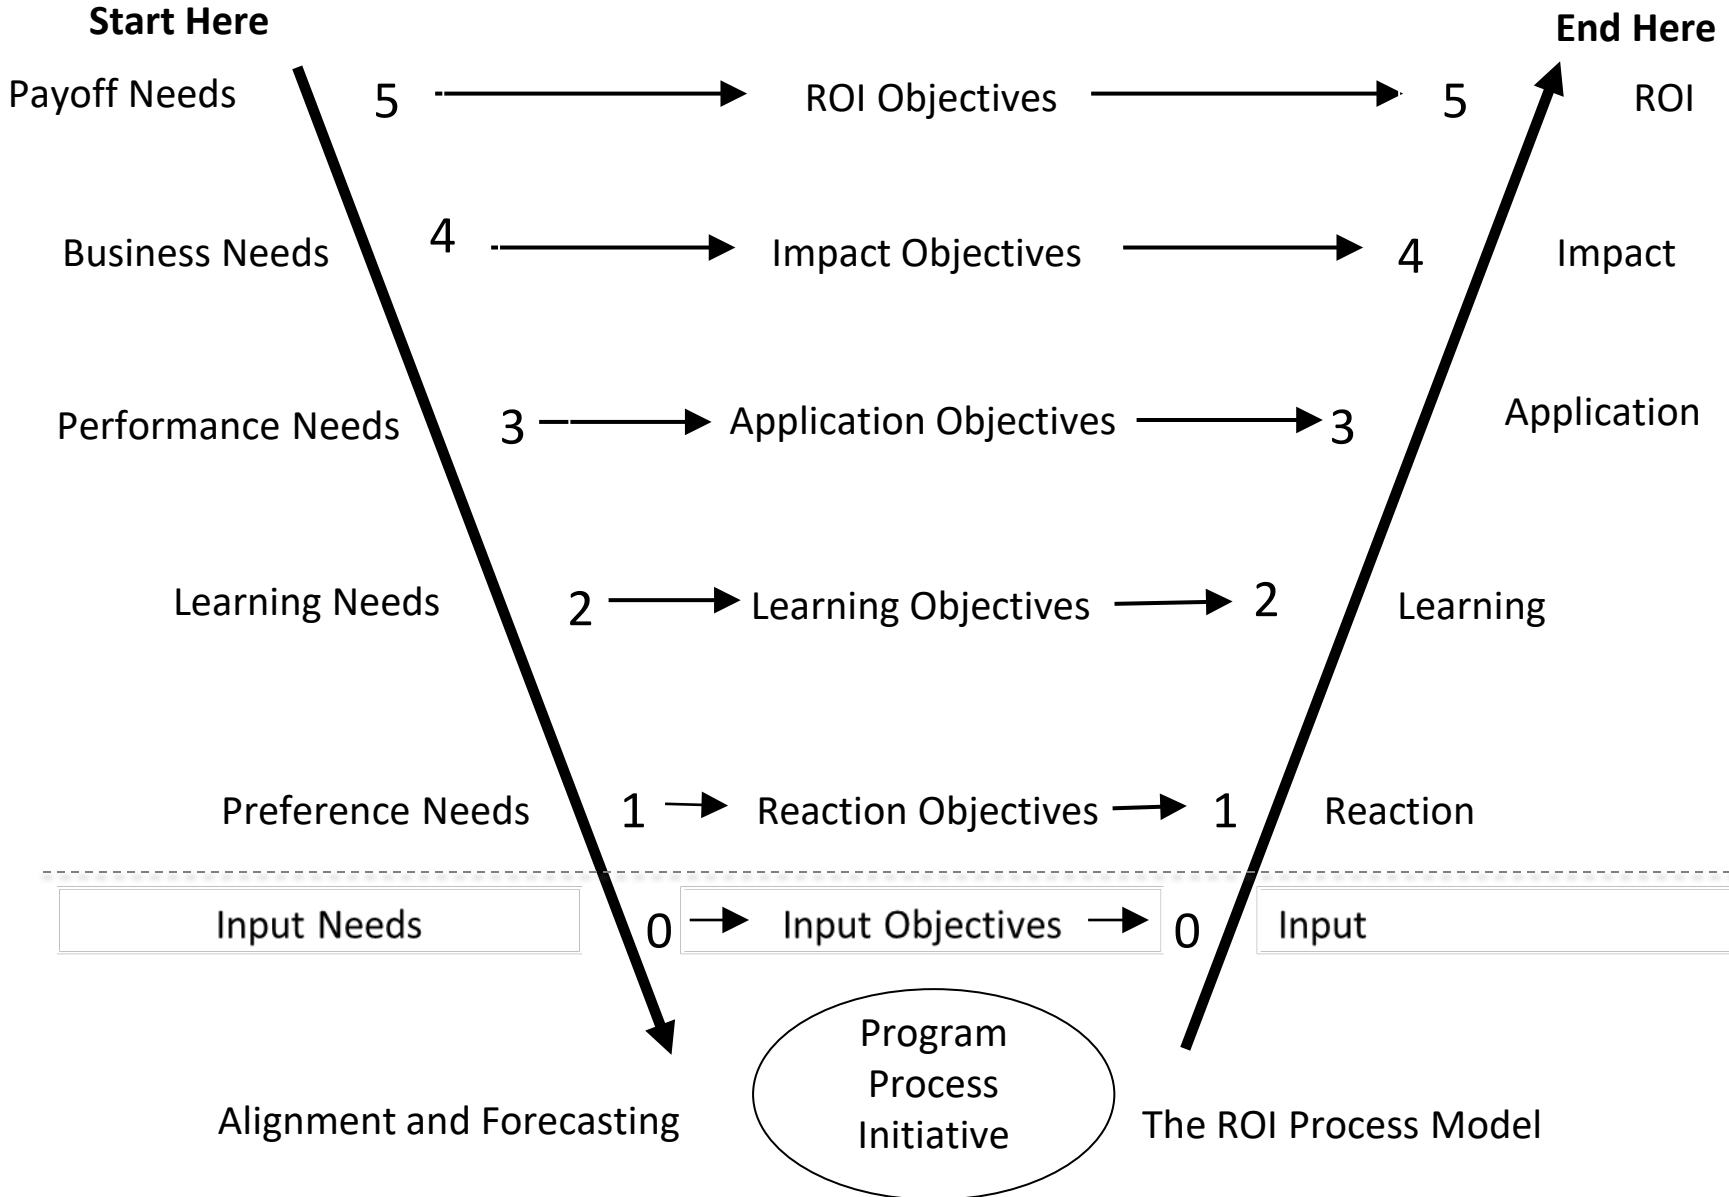 Start Here
End Here
Payoff Needs 5 ROI Objectives 5 ROI
Business Needs 4 Impact Objectives 4 Impact
Performance Needs 3 Application Objectives 3 Application
Learning Needs 2 Learning Objectives 2 Learning
Preference Needs 1 Reaction Objectives 1 Reaction
Input Needs 0 Input Objectives 0 Input
Program
Process
Initiative
Alignment and Forecasting
The ROI Process Model